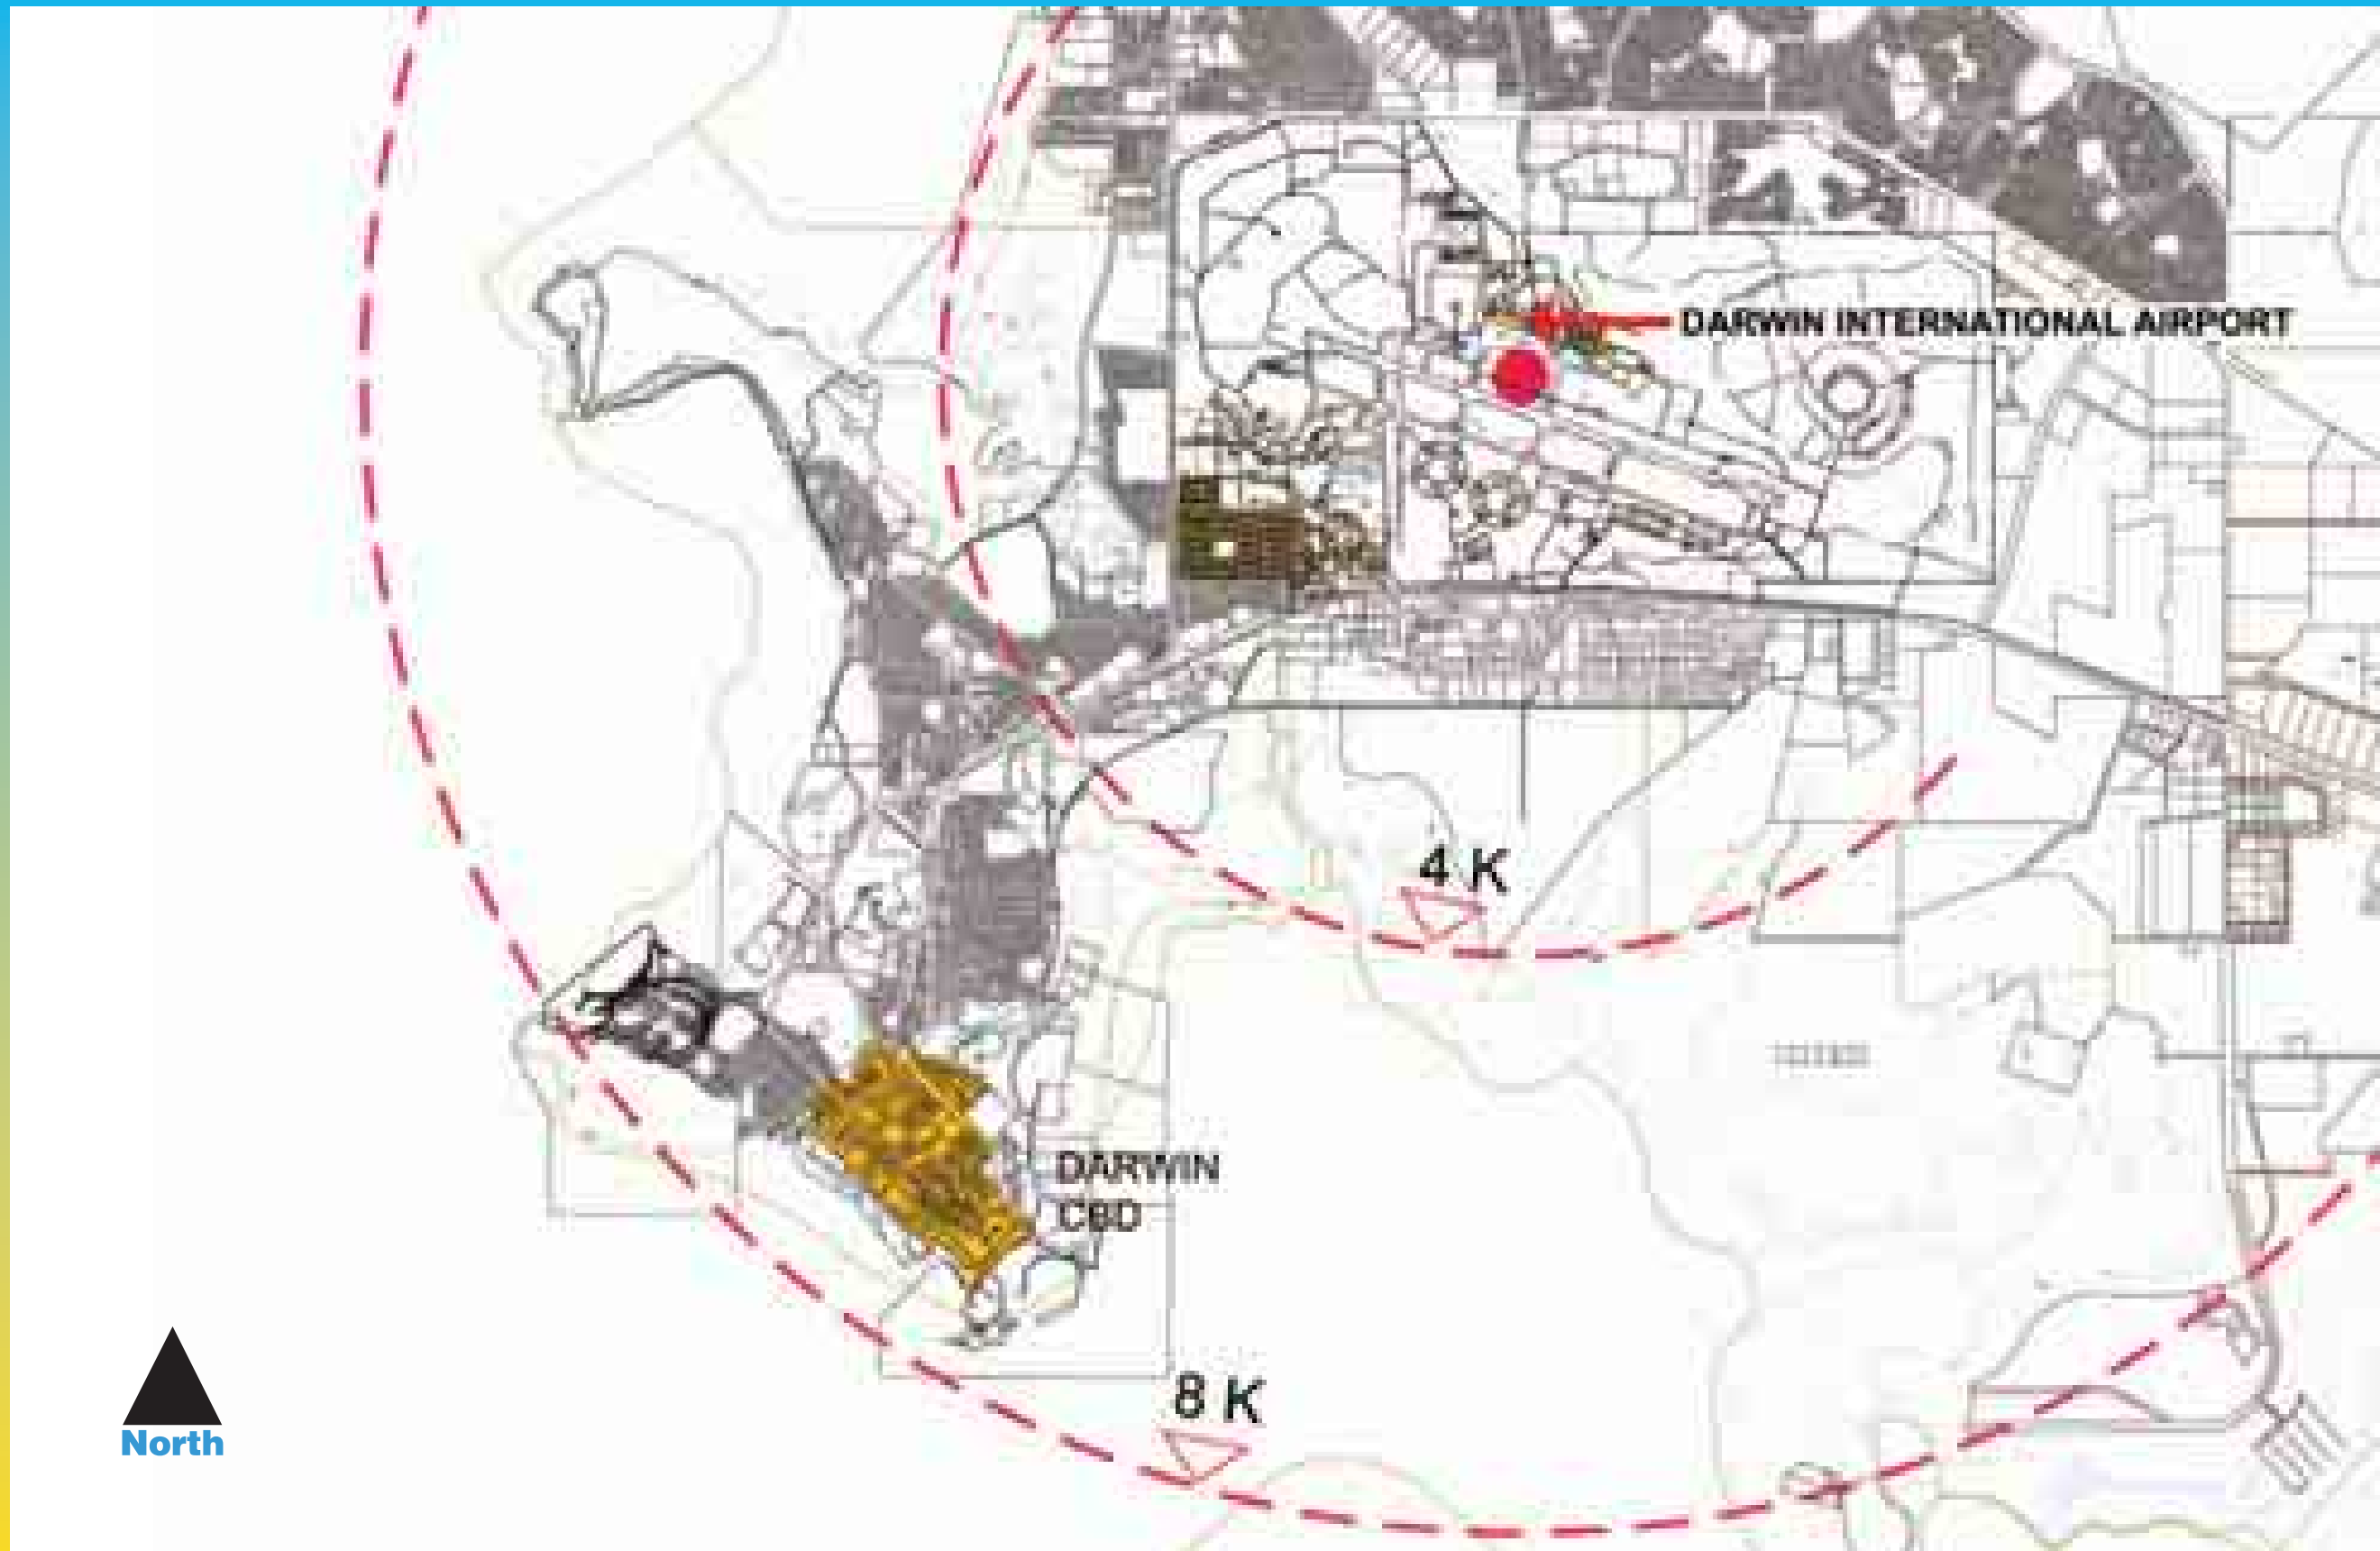 DARWIN INTERNATIONAL AIRPORT
4 K
DARWIN
CBD
8 K
North